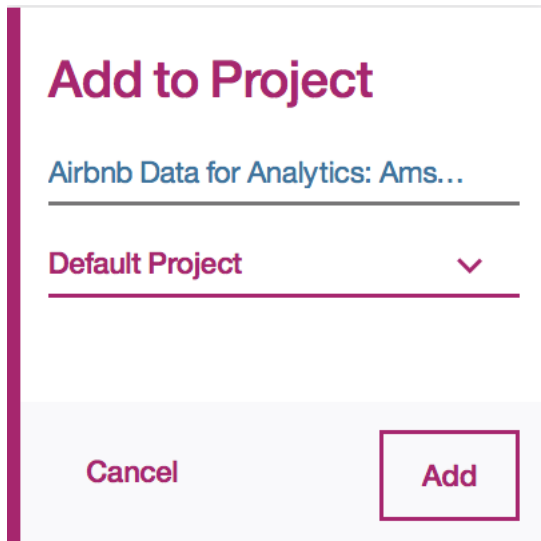 Add to Project
Airbnb Data for Analytics: Ams...
Default Project
Cancel
Add